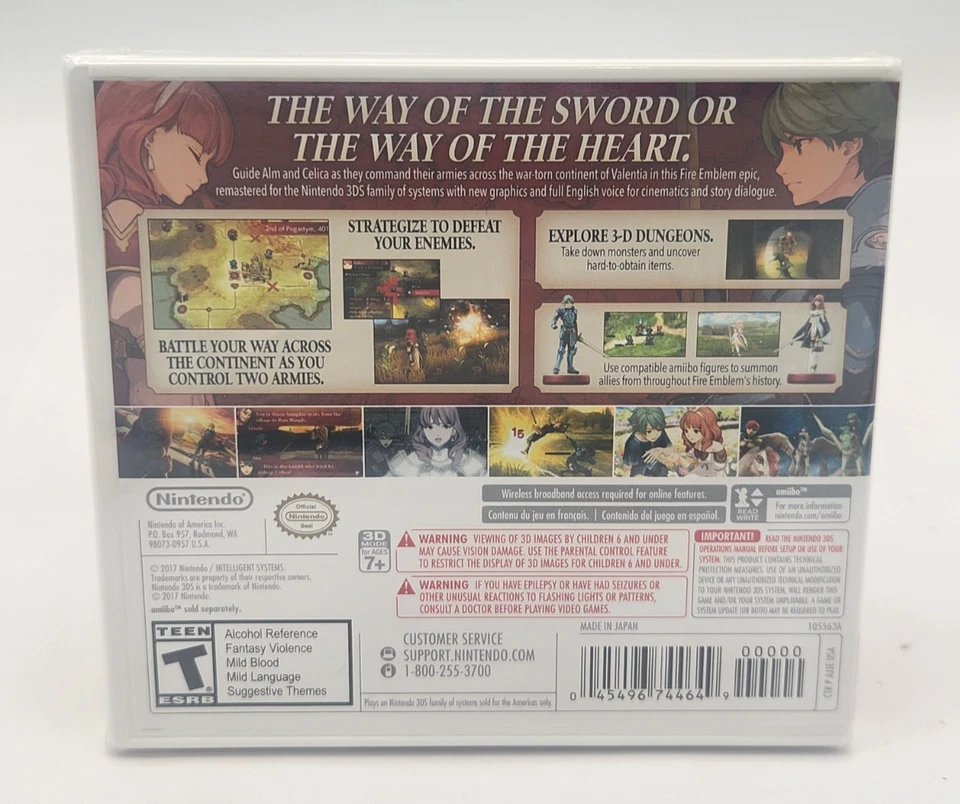 THE WAY OF THE SWORD OR
THE WAY OF THE HEART.
Guide Alm and Celica as they command their armies across the war-torn continent of Valentia in this Fire Emblem epic,
remastered for the Nintendo 3DS family of systems with new graphics and full English voice for cinematics and story dialogue.
2nd of Pegastym, 401
STRATEGIZE TO DEFEAT
YOUR ENEMIES.
BATTLE YOUR WAY ACROSS
THE CONTINENT AS YOU
CONTROL TWO ARMIES.
EXPLORE 3-D DUNGEONS.
Take down monsters and uncover
hard-to-obtain items.
Use compatible amiibo figures to summon
allies from throughout Fire Emblem's history.
15
Nintendo®
Nintendo of America Inc.
P.O. Box 957, Redmond, WA
98073-0957 U.S.A.
Official
Nintendo
Seal
© 2017 Nintendo / INTELLIGENT SYSTEMS.
Trademarks are property of their respective owners.
Nintendo 3DS is a trademark of Nintendo.
© 2017 Nintendo.
amiibo™ sold separately.
Wireless broadband access required for online features.
Contenu du jeu en français. | Contenido del juego en español.
READ
WRITE
amiibo™
For more information
nintendo.com/amiibo
3D
MODE
for AGES
7+
WARNING VIEWING OF 3D IMAGES BY CHILDREN 6 AND UNDER
MAY CAUSE VISION DAMAGE. USE THE PARENTAL CONTROL FEATURE
TO RESTRICT THE DISPLAY OF 3D IMAGES FOR CHILDREN 6 AND UNDER.
WARNING IF YOU HAVE EPILEPSY OR HAVE HAD SEIZURES OR
OTHER UNUSUAL REACTIONS TO FLASHING LIGHTS OR PATTERNS,
CONSULT A DOCTOR BEFORE PLAYING VIDEO GAMES.
IMPORTANT! READ THE NINTENDO 3DS
OPERATIONS MANUAL BEFORE SETUP OR USE OF YOUR
SYSTEM. THIS PRODUCT CONTAINS TECHNICAL
PROTECTION MEASURES. USE OF AN UNAUTHORIZED
DEVICE OR ANY UNAUTHORIZED TECHNICAL MODIFICATION
TO YOUR NINTENDO 3DS SYSTEM, WILL RENDER THIS
GAME AND/OR YOUR SYSTEM UNPLAYABLE. A GAME OR
SYSTEM UPDATE (OR BOTH) MAY BE REQUIRED TO PLAY.
TEEN
T
ESRB
Alcohol Reference
Fantasy Violence
Mild Blood
Mild Language
Suggestive Themes
CUSTOMER SERVICE
SUPPORT.NINTENDO.COM
1-800-255-3700
Plays on Nintendo 3DS family of systems sold for the Americas only.
MADE IN JAPAN
105563A
0 45496 74464 9
00000
CTR P AJJE USA